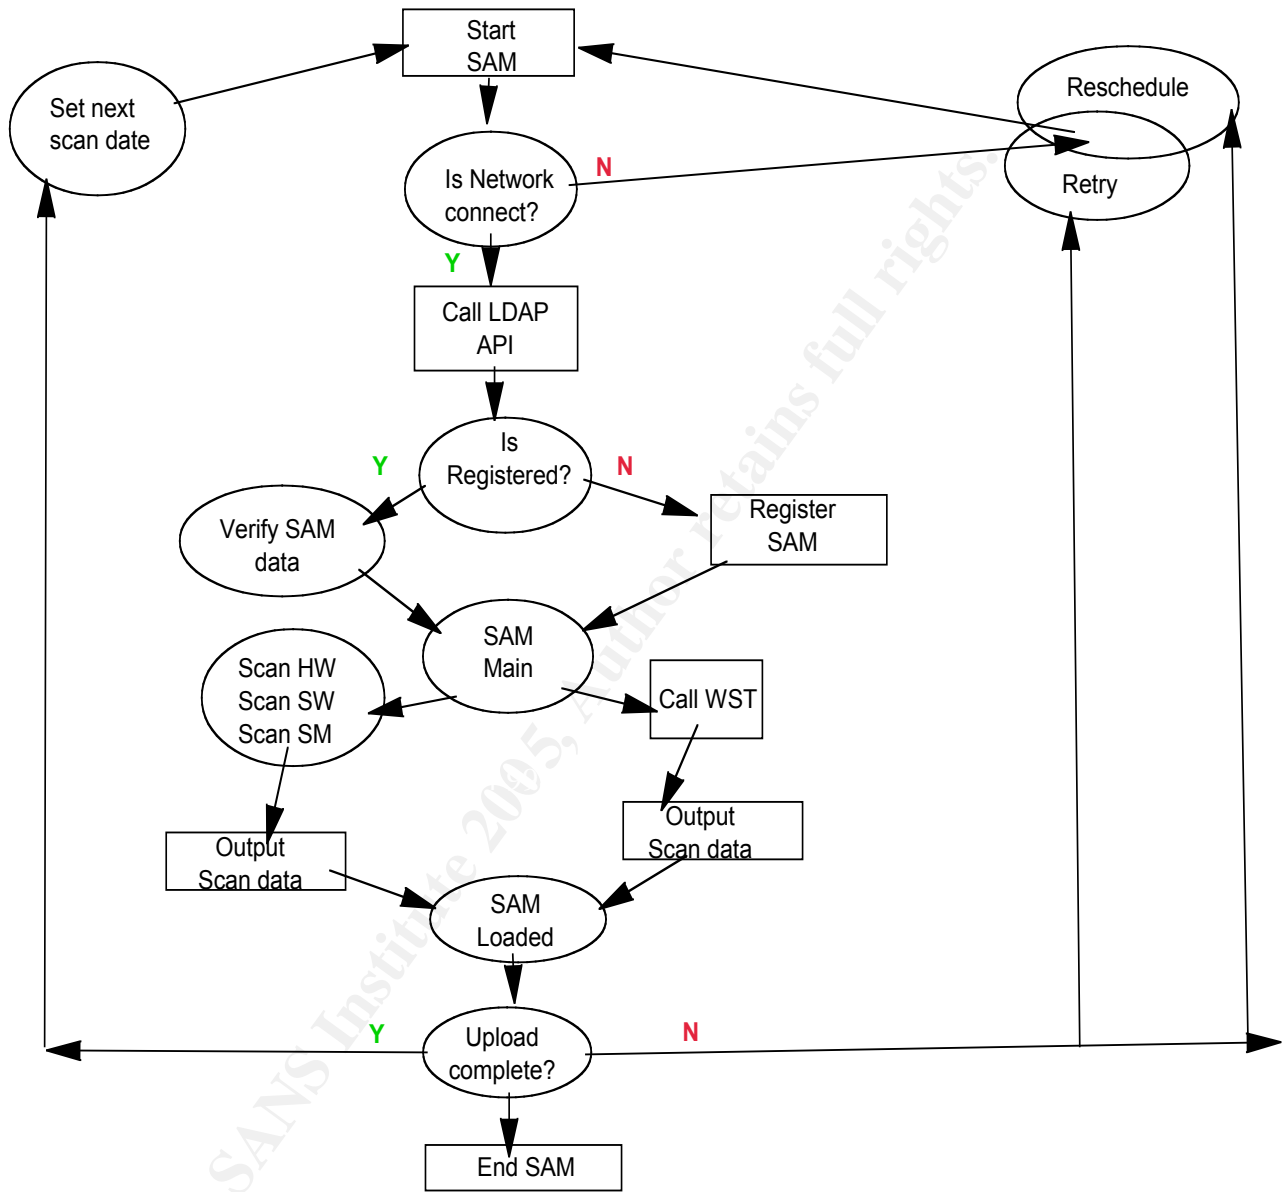 Start
SAM
Set next
scan date
Reschedule
Retry
Is Network
connect?
N
Y
Call LDAP
API
Is
Registered?
Y
N
Verify SAM
data
Register
SAM
SAM
Main
Scan HW
Scan SW
Scan SM
Call WST
Output
Scan data
Output
Scan data
SAM
Loaded
Upload
complete?
Y
N
End SAM
SANS Institute 2005, Author retains full rights.